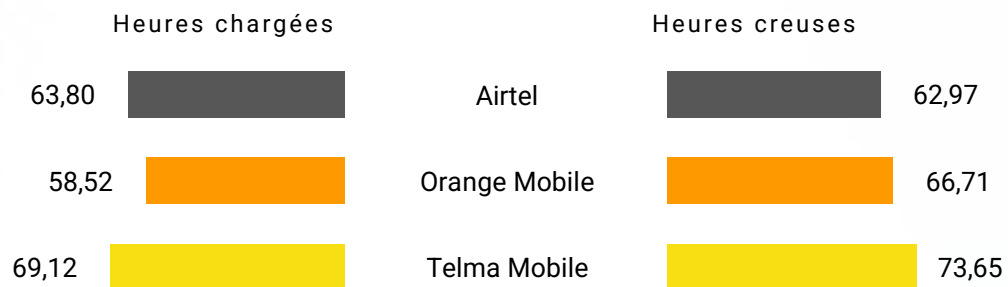 Heures chargées Heures creuses
63,80 Airtel 62,97
58,52 Orange Mobile 66,71
69,12 Telma Mobile 73,65